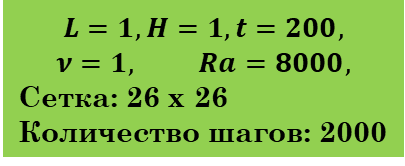 L = 1, H = 1, t = 200,
ν = 1, Ra = 8000,
Сетка: 26 x 26
Количество шагов: 2000